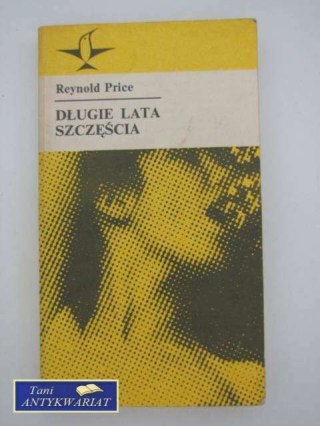 Reynold Price
DŁUGIE LATA
SZCZĘŚCIA
Tani
ANTYKWARIAT